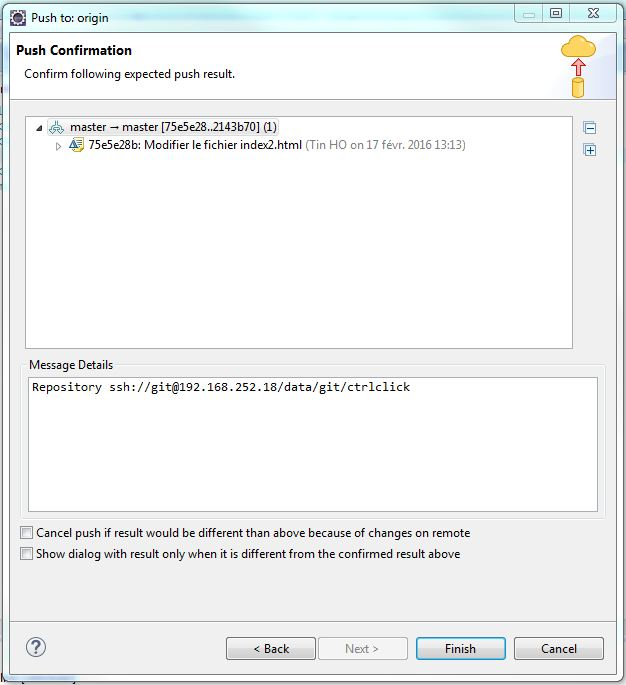 Push to: origin
Push Confirmation
Confirm following expected push result.
master → master [75e5e28..2143b70] (1)
75e5e28b: Modifier le fichier index2.html (Tin HO on 17 févr. 2016 13:13)
Message Details
Repository ssh://git@192.168.252.18/data/git/ctrlclick
Cancel push if result would be different than above because of changes on remote
Show dialog with result only when it is different from the confirmed result above
< Back
Next >
Finish
Cancel